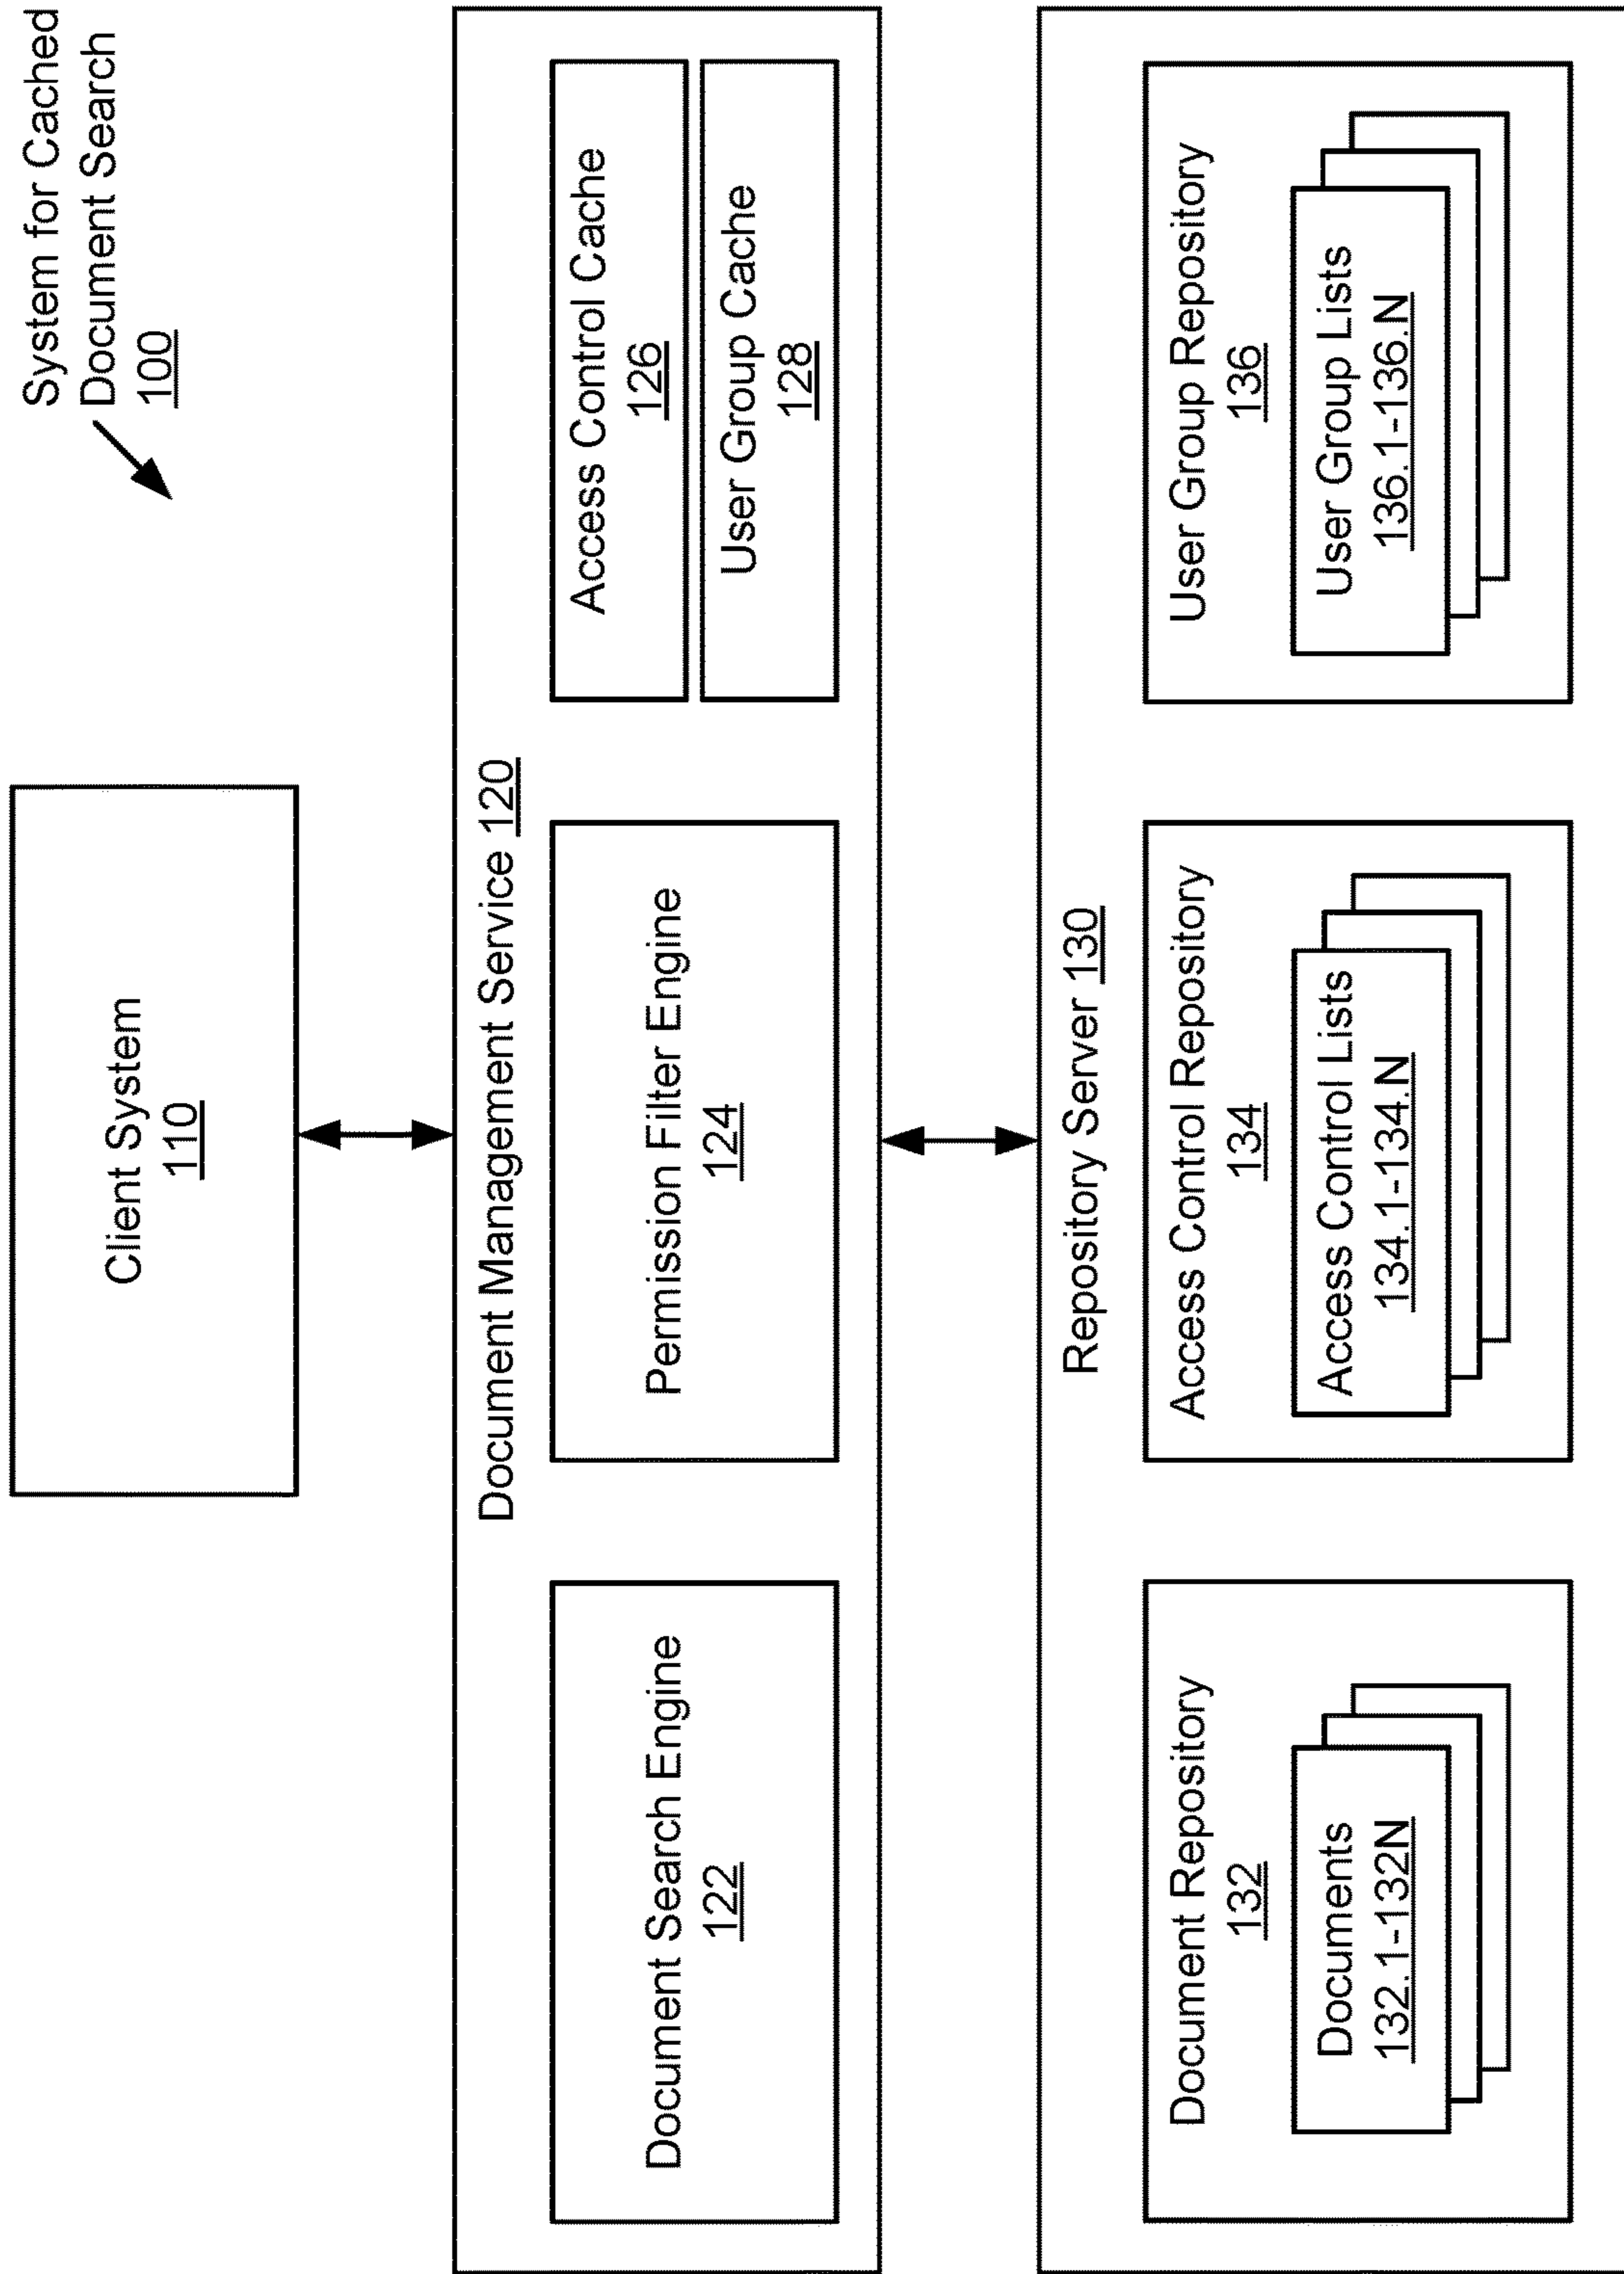 System for Cached
Document Search
100
Client System
110
Document Management Service 120
Document Search Engine
122
Permission Filter Engine
124
Access Control Cache
126
User Group Cache
128
Repository Server 130
Document Repository
132
Documents
132.1-132N
Access Control Repository
134
Access Control Lists
134.1-134.N
User Group Repository
136
User Group Lists
136.1-136.N